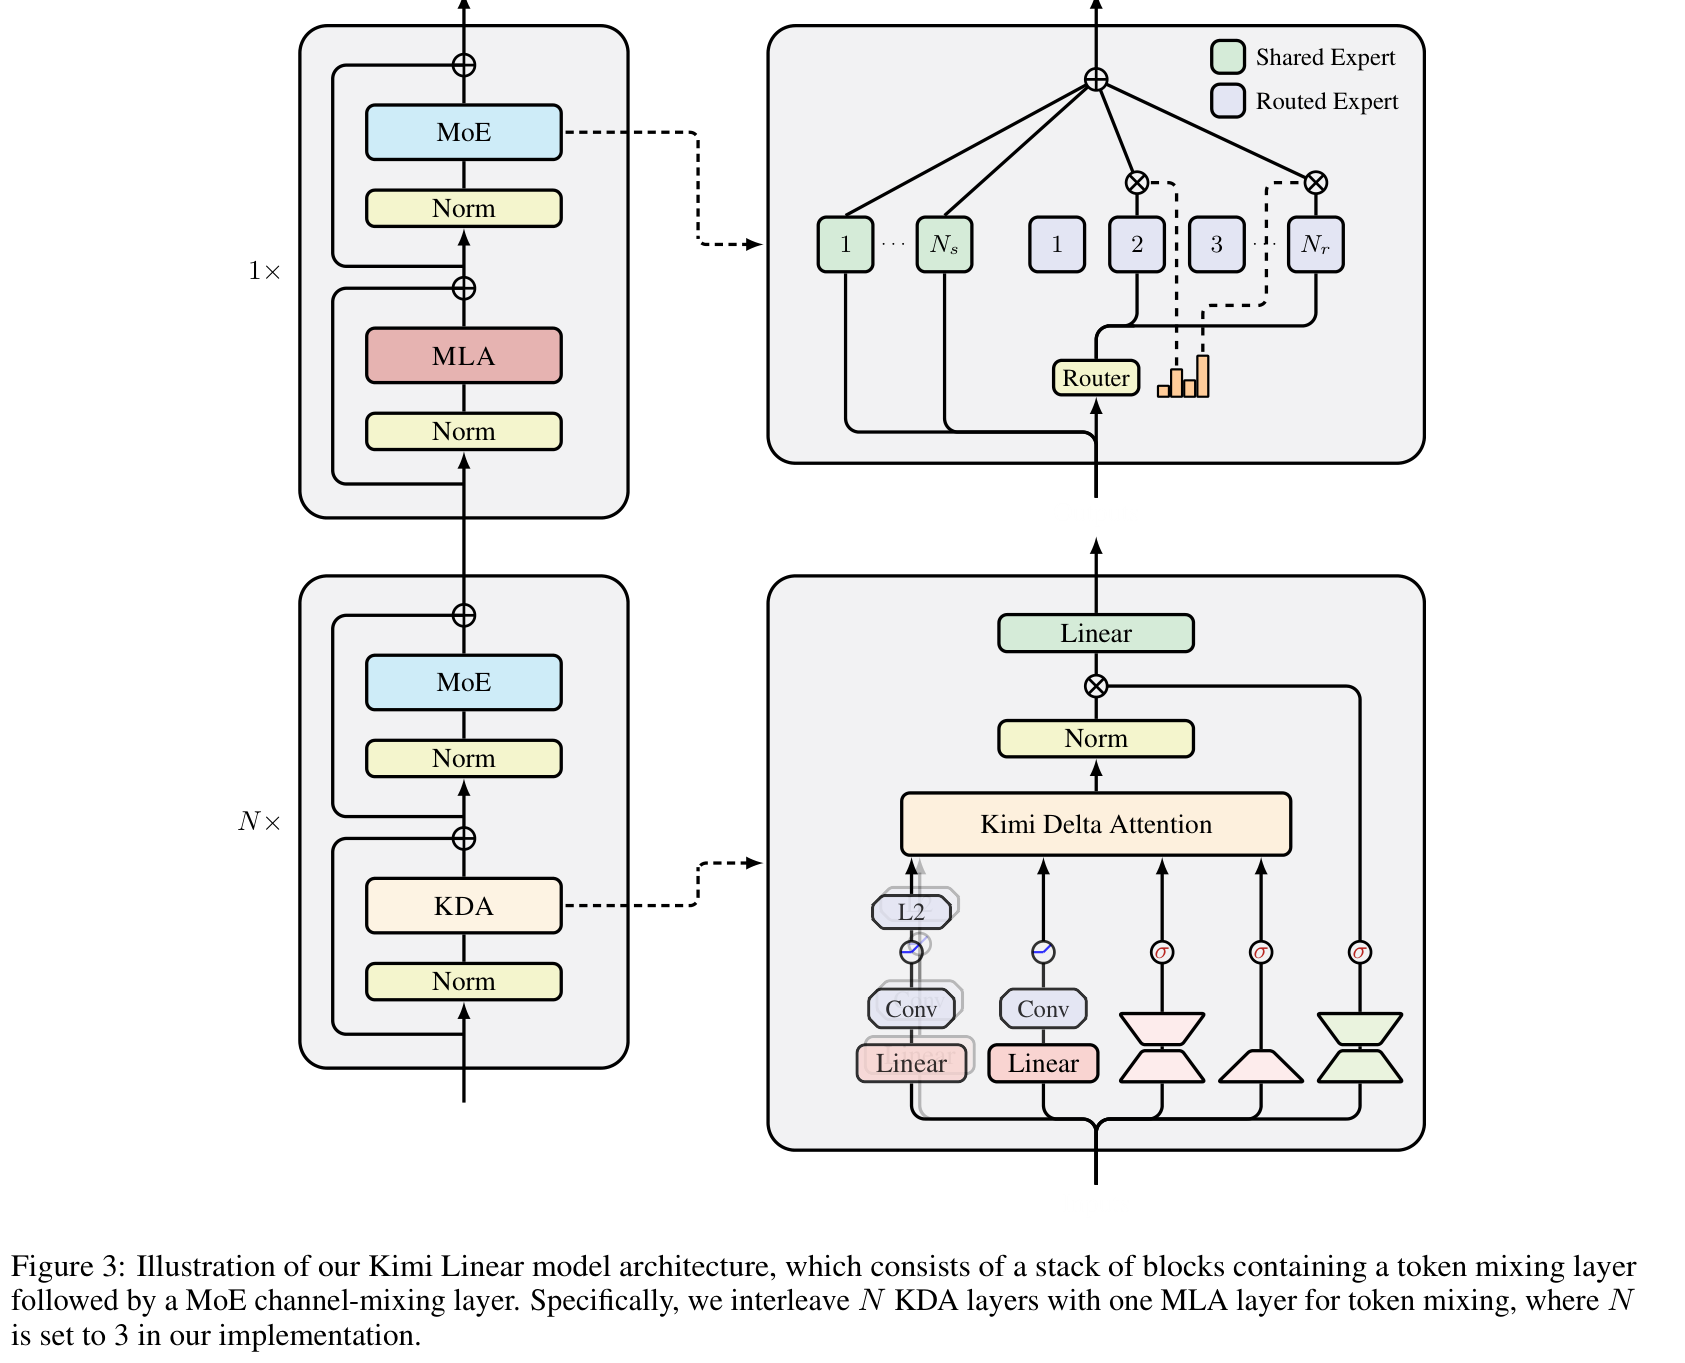 MoE
Norm
1×
MLA
Norm
Shared Expert
Routed Expert
1 ··· Nₛ 1 2 3 ··· Nᵣ
Router
MoE
Norm
N×
KDA
Norm
Linear
Norm
Kimi Delta Attention
L2
σ σ σ
Conv Conv
Linear Linear
Figure 3: Illustration of our Kimi Linear model architecture, which consists of a stack of blocks containing a token mixing layer
followed by a MoE channel-mixing layer. Specifically, we interleave N KDA layers with one MLA layer for token mixing, where N
is set to 3 in our implementation.